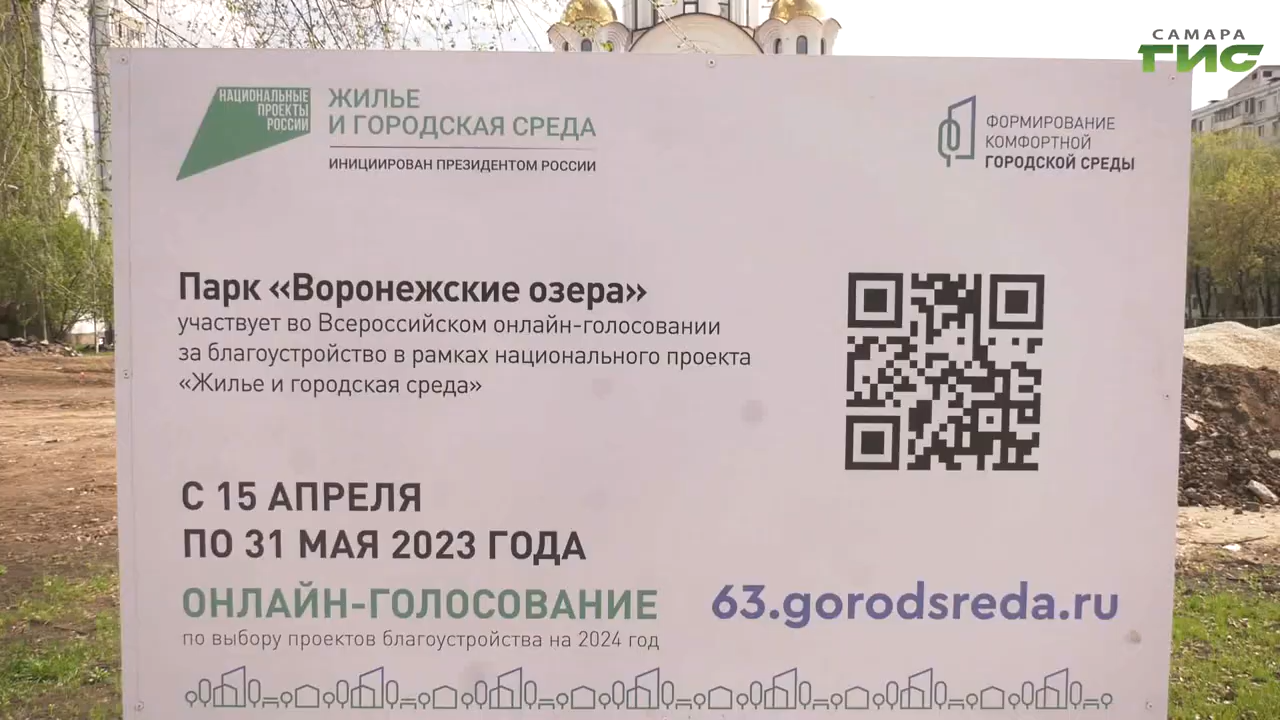 САМАРА
ГИС
НАЦИОНАЛЬНЫЕ
ПРОЕКТЫ
РОССИИ
ЖИЛЬЕ
И ГОРОДСКАЯ СРЕДА
ИНИЦИИРОВАН ПРЕЗИДЕНТОМ РОССИИ
ФОРМИРОВАНИЕ
КОМФОРТНОЙ
ГОРОДСКОЙ СРЕДЫ
Парк «Воронежские озера»
участвует во Всероссийском онлайн-голосовании
за благоустройство в рамках национального проекта
«Жилье и городская среда»
С 15 АПРЕЛЯ
ПО 31 МАЯ 2023 ГОДА
ОНЛАЙН-ГОЛОСОВАНИЕ
по выбору проектов благоустройства на 2024 год
63.gorodsreda.ru